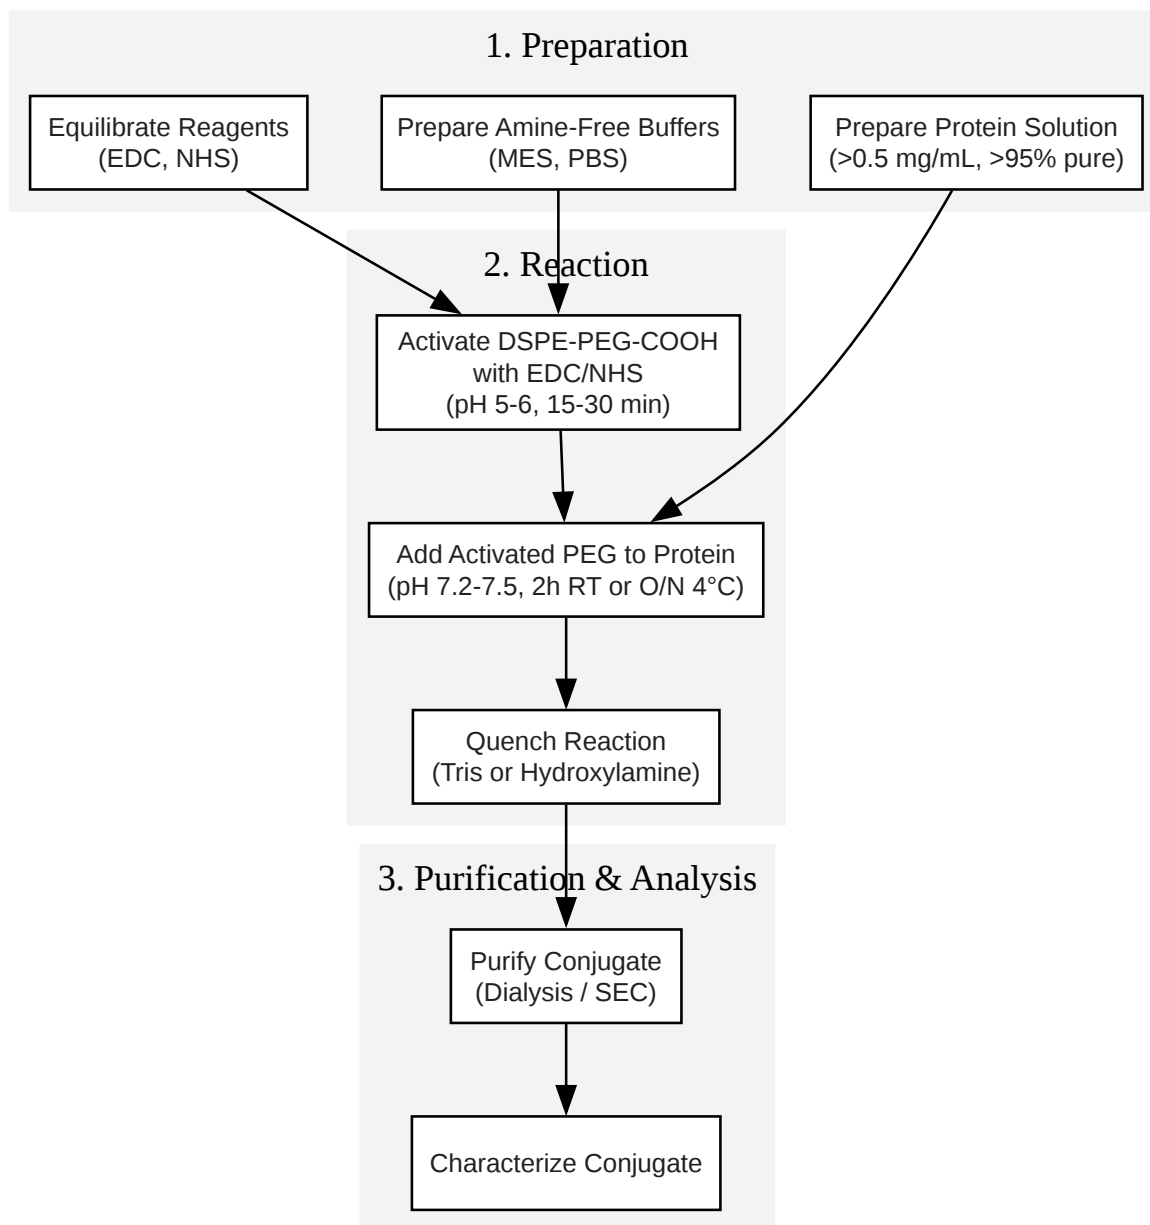 1. Preparation
Equilibrate Reagents
(EDC, NHS)
Prepare Amine-Free Buffers
(MES, PBS)
Prepare Protein Solution
(>0.5 mg/mL, >95% pure)
2. Reaction
Activate DSPE-PEG-COOH
with EDC/NHS
(pH 5-6, 15-30 min)
Add Activated PEG to Protein
(pH 7.2-7.5, 2h RT or O/N 4°C)
Quench Reaction
(Tris or Hydroxylamine)
3. Purification & Analysis
Purify Conjugate
(Dialysis / SEC)
Characterize Conjugate